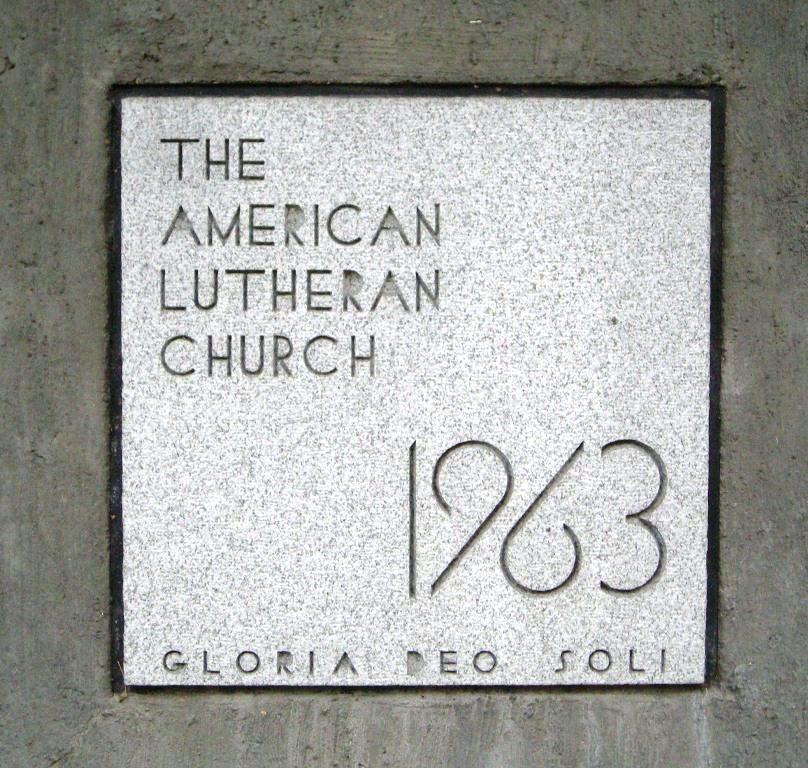 THE
AMERICAN
LUTHERAN
CHURCH
1963
GLORIA DEO SOLI